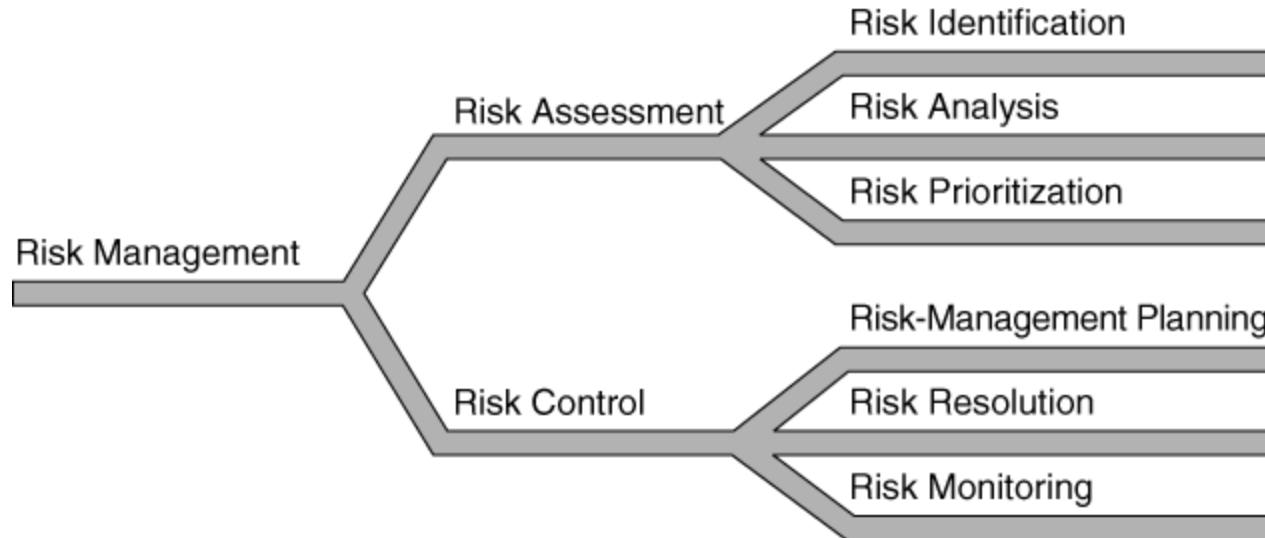 Risk Identification
Risk Assessment
Risk Analysis
Risk Prioritization
Risk Management
Risk-Management Planning
Risk Control
Risk Resolution
Risk Monitoring